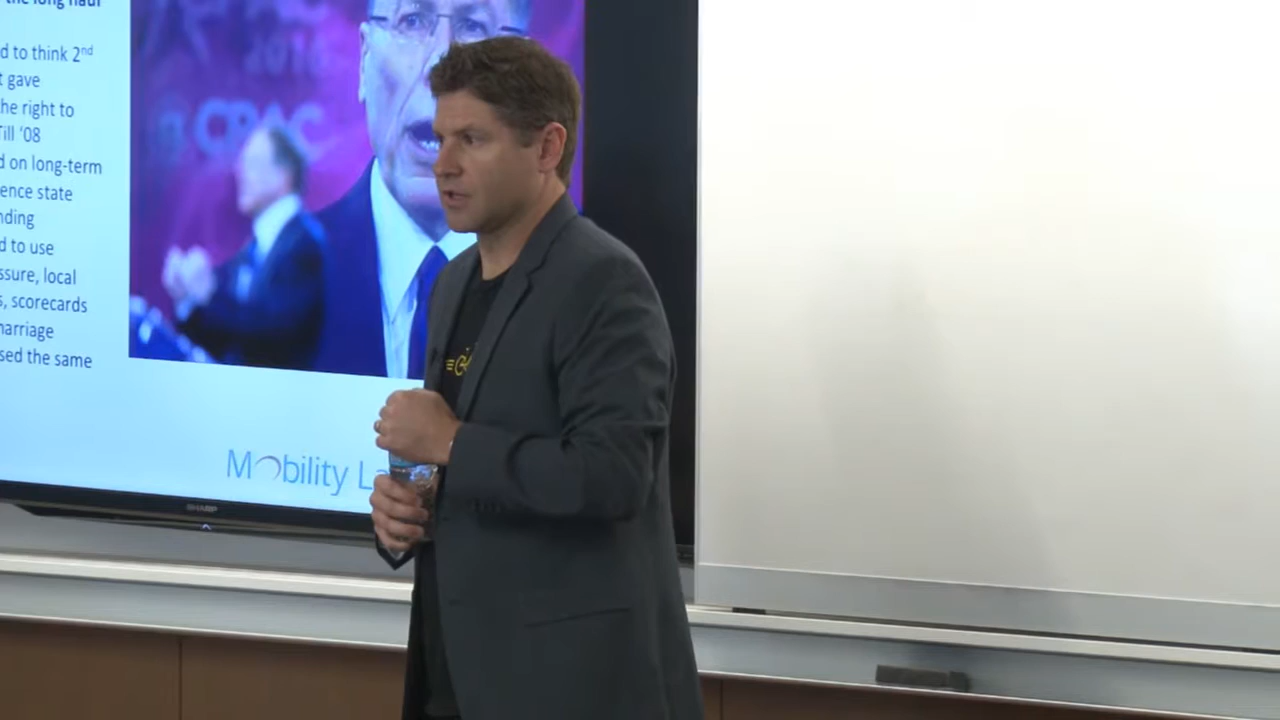 the long haul
d to think 2nd
t gave
he right to
Till '08
d on long-term
ence state
nding
d to use
ssure, local
s, scorecards
marriage
sed the same
2016
CPAC
Mobility L
SHARP